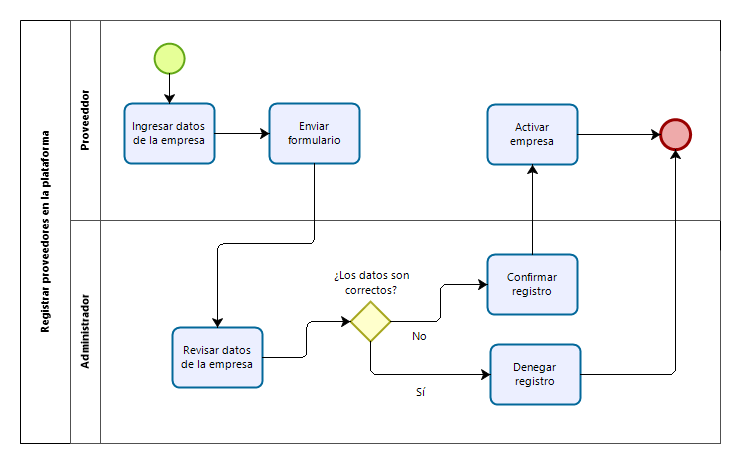 Registrar proveedores en la plataforma
Proveeddor
Ingresar datos
de la empresa
Enviar
formulario
Activar
empresa
Administrador
¿Los datos son
correctos?
Confirmar
registro
No
Revisar datos
de la empresa
Denegar
registro
Sí